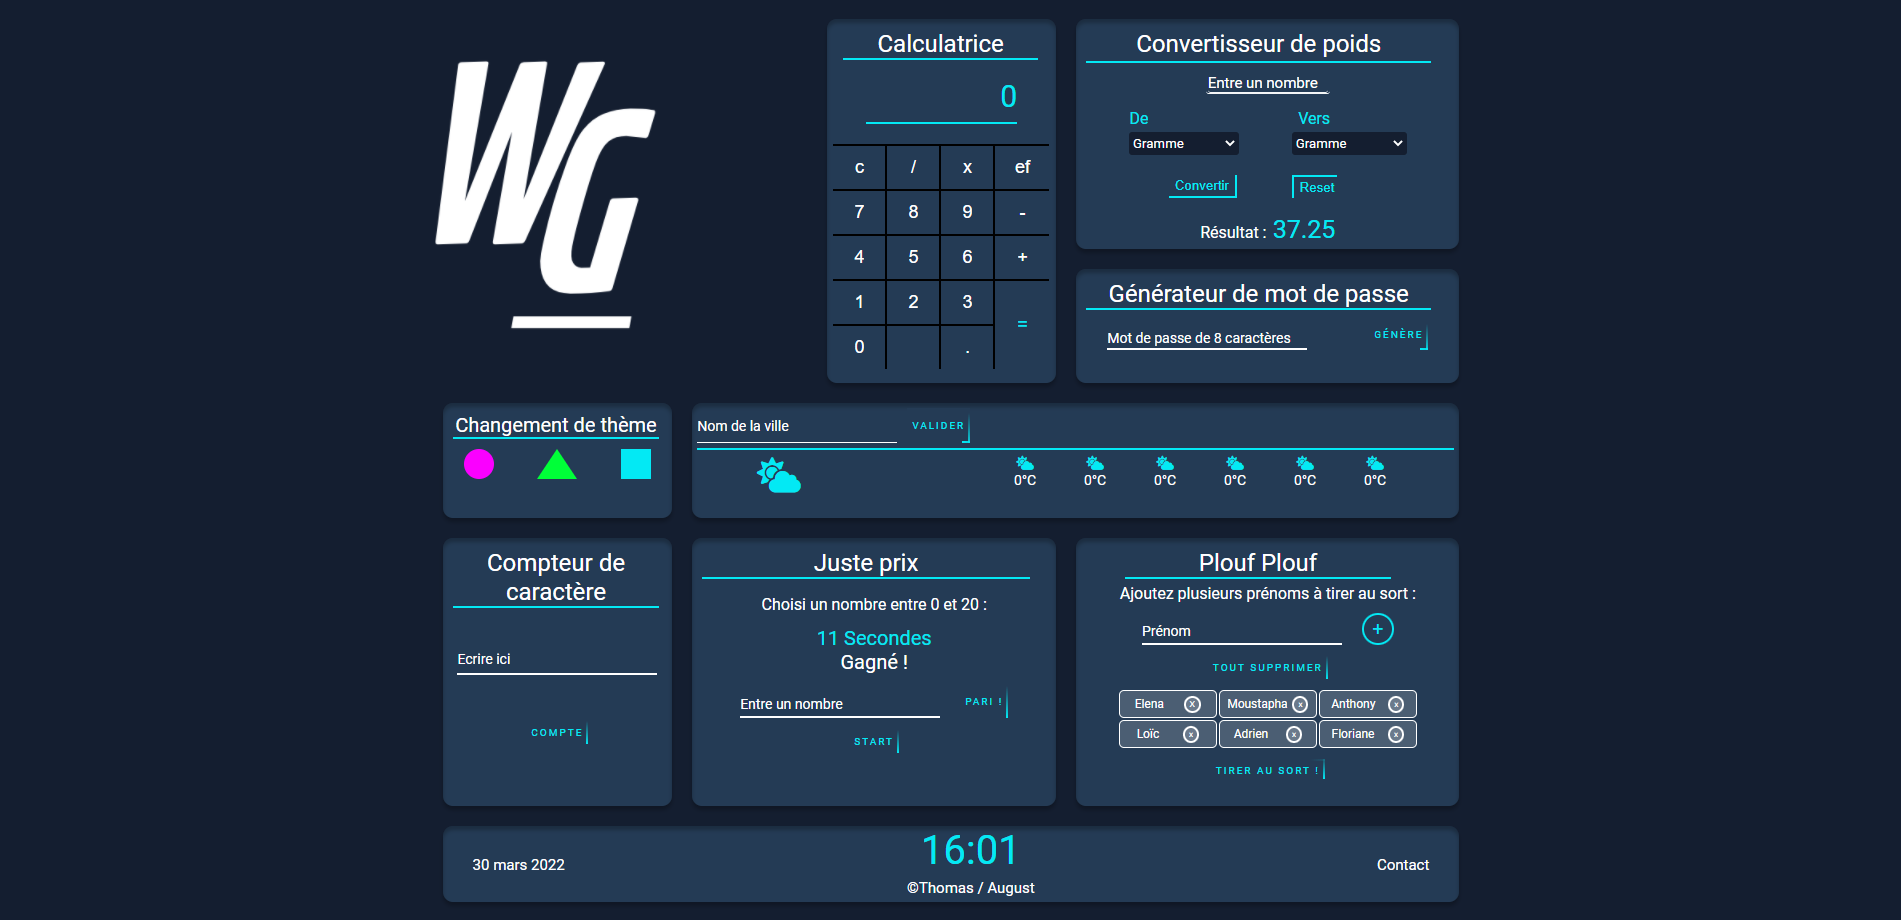 WG
Calculatrice
0
c / x ef
7 8 9 -
4 5 6 +
1 2 3
=
0 .
Convertisseur de poids
Entre un nombre
De Vers
Gramme Gramme
Convertir Reset
Résultat : 37.25
Générateur de mot de passe
Mot de passe de 8 caractères GÉNÈRE
Changement de thème
Nom de la ville VALIDER
0°C 0°C 0°C 0°C 0°C 0°C
Compteur de
caractère
Ecrire ici
COMPTE
Juste prix
Choisi un nombre entre 0 et 20 :
11 Secondes
Gagné !
Entre un nombre PARI !
START
Plouf Plouf
Ajoutez plusieurs prénoms à tirer au sort :
Prénom +
TOUT SUPPRIMER
Elena X Moustapha x Anthony x
Loïc x Adrien x Floriane x
TIRER AU SORT !
30 mars 2022
16:01
©Thomas / August
Contact